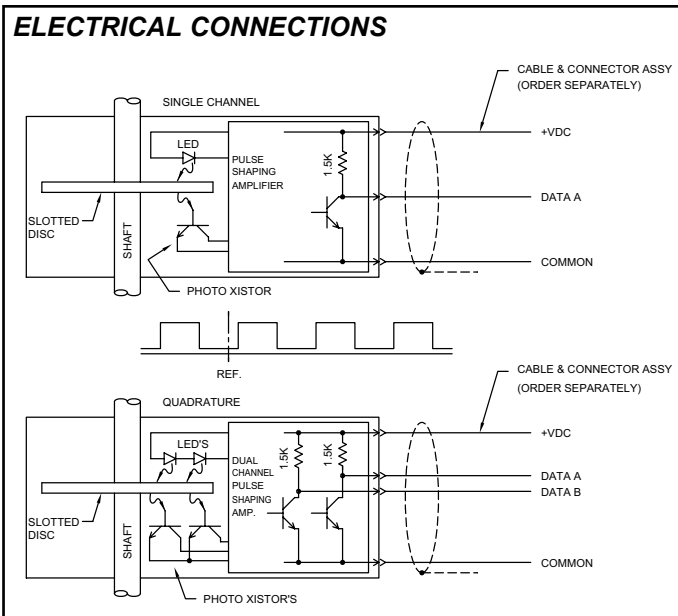 ELECTRICAL CONNECTIONS
CABLE & CONNECTOR ASSY
(ORDER SEPARATELY)
SINGLE CHANNEL
LED
+VDC
PULSE
SHAPING
AMPLIFIER
1.5K
DATA A
SLOTTED
DISC
SHAFT
COMMON
PHOTO XISTOR
REF.
CABLE & CONNECTOR ASSY
(ORDER SEPARATELY)
QUADRATURE
LED'S
+VDC
DUAL
CHANNEL
PULSE
SHAPING
AMP.
1.5K
1.5K
DATA A
DATA B
SLOTTED
DISC
SHAFT
COMMON
PHOTO XISTOR'S